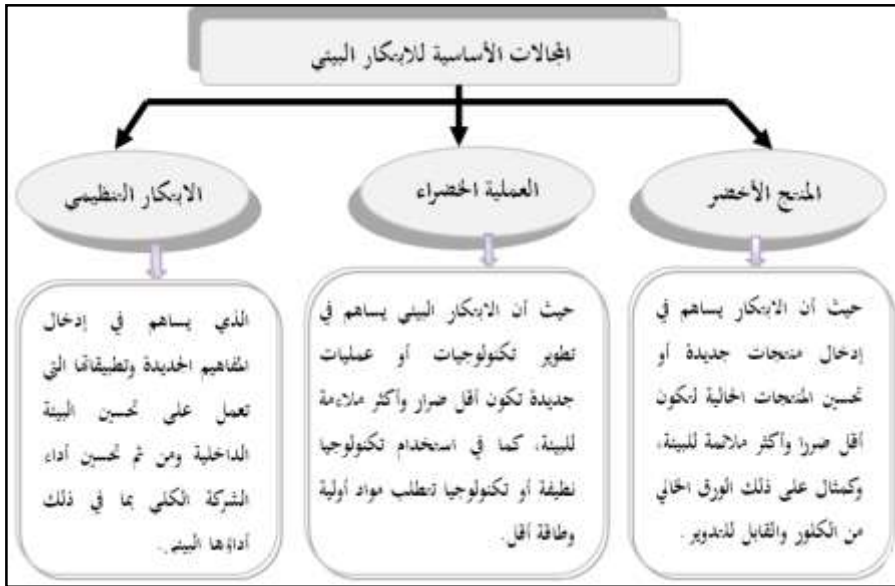 المجالات الأساسية للابتكار البيئي
المنتج الأخضر
العملية الخضراء
الابتكار التنظيمي
حيث أن الابتكار يساهم في
إدخال منتجات جديدة أو
تحسين المنتجات الحالية لتكون
أقل ضررا وأكثر ملائمة للبيئة،
وكمثال على ذلك الورق الخالي
من الكلور والقابل للتدوير.
حيث أن الابتكار البيئي يساهم في
تطوير تكنولوجيات أو عمليات
جديدة تكون أقل ضرار وأكثر ملاءمة
للبيئة، كما في استخدام تكنولوجيا
نظيفة أو تكنولوجيا تتطلب مواد أولية
وطاقة أقل.
الذي يساهم في إدخال
المفاهيم الجديدة وتطبيقاتها التي
تعمل على تحسين البيئة
الداخلية ومن ثم تحسين أداء
الشركة الكلي بما في ذلك
أداؤها البيئي.